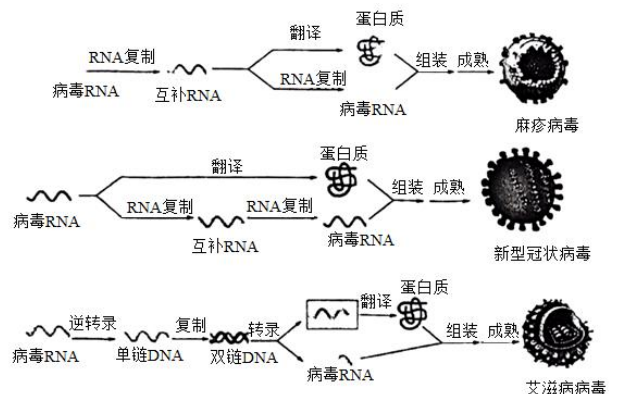 蛋白质
翻译
RNA复制
组装 成熟
RNA复制
病毒RNA
互补RNA
病毒RNA
麻疹病毒
蛋白质
翻译
组装 成熟
病毒RNA
RNA复制 RNA复制
互补RNA
病毒RNA
新型冠状病毒
蛋白质
翻译
逆转录 复制 转录
组装 成熟
病毒RNA 单链DNA 双链DNA
病毒RNA
艾滋病病毒